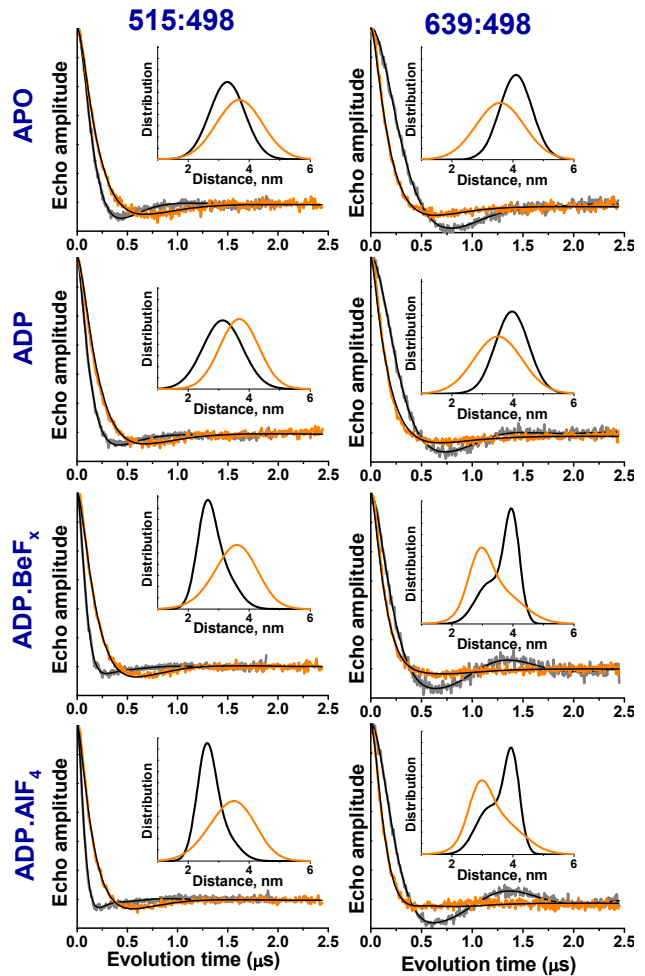 515:498
639:498
APO
Echo amplitude
Distribution
2 4 6
Distance, nm
0.0 0.5 1.0 1.5 2.0 2.5
Echo amplitude
Distribution
2 4 6
Distance, nm
0.0 0.5 1.0 1.5 2.0 2.5
ADP
Echo amplitude
Distribution
2 4 6
Distance, nm
0.0 0.5 1.0 1.5 2.0 2.5
Echo amplitude
Distribution
2 4 6
Distance, nm
0.0 0.5 1.0 1.5 2.0 2.5
ADP.BeFₓ
Echo amplitude
Distribution
2 4 6
Distance, nm
0.0 0.5 1.0 1.5 2.0 2.5
Echo amplitude
Distribution
2 4 6
Distance, nm
0.0 0.5 1.0 1.5 2.0 2.5
ADP.AlF₄
Echo amplitude
Distribution
2 4 6
Distance, nm
0.0 0.5 1.0 1.5 2.0 2.5
Evolution time (μs)
Echo amplitude
Distribution
2 4 6
Distance, nm
0.0 0.5 1.0 1.5 2.0 2.5
Evolution time (μs)